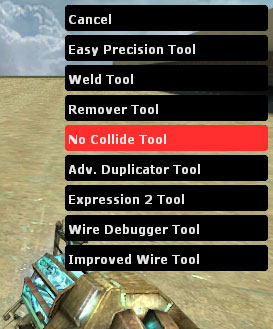 Cancel
Easy Precision Tool
Weld Tool
Remover Tool
No Collide Tool
Adv. Duplicator Tool
Expression 2 Tool
Wire Debugger Tool
Improved Wire Tool